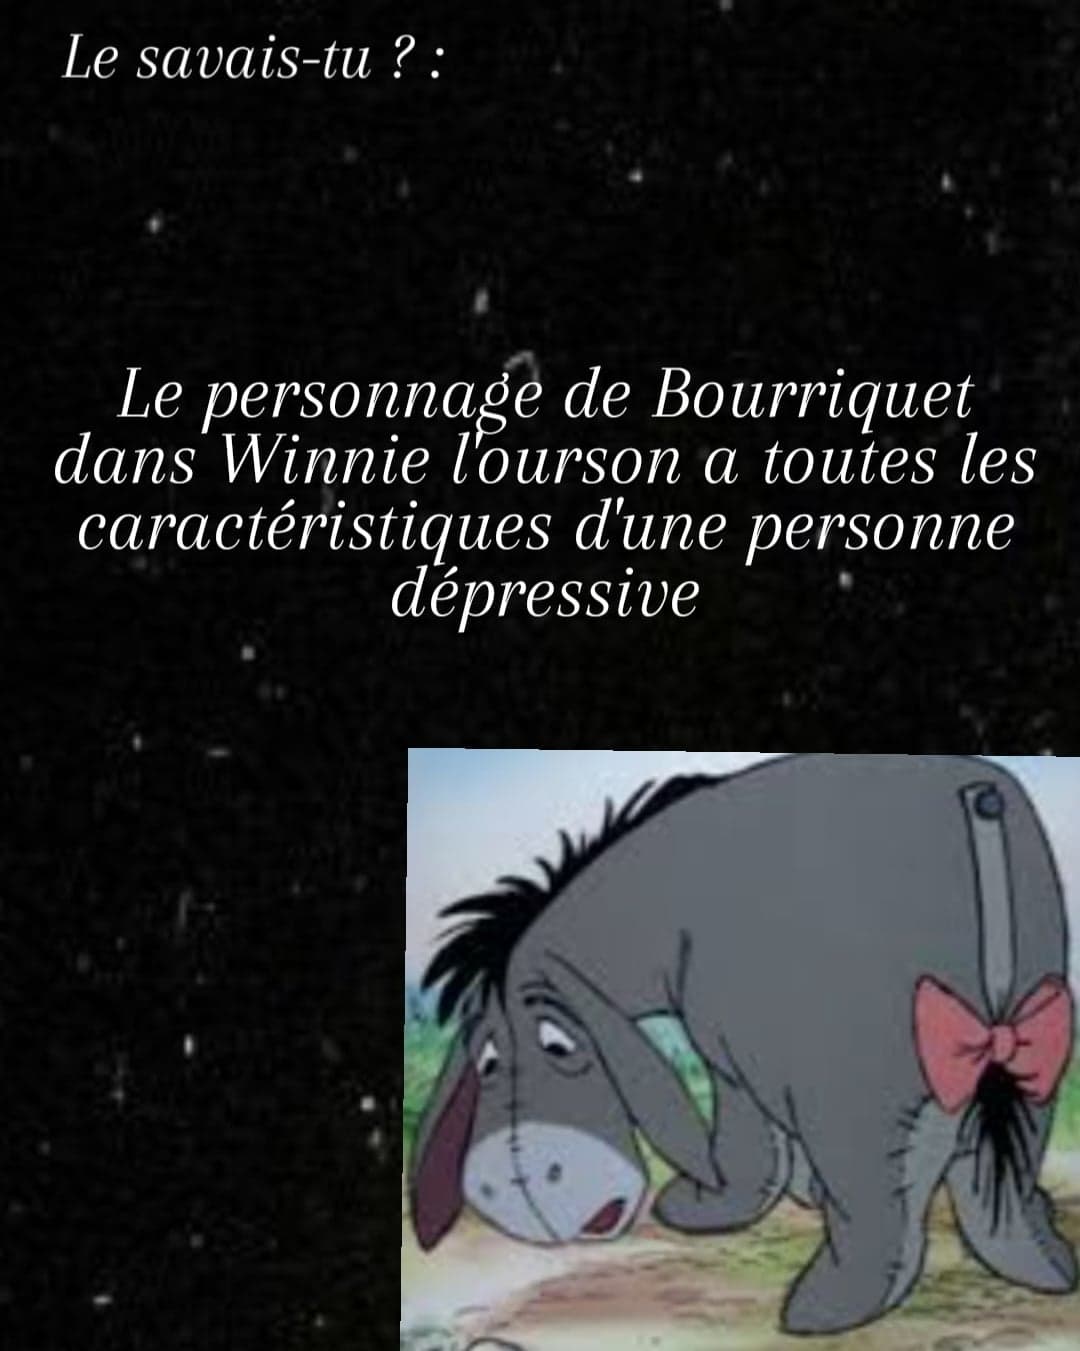 Le savais-tu ? :
Le personnage de Bourriquet
dans Winnie l'ourson a toutes les
caractéristiques d'une personne
dépressive